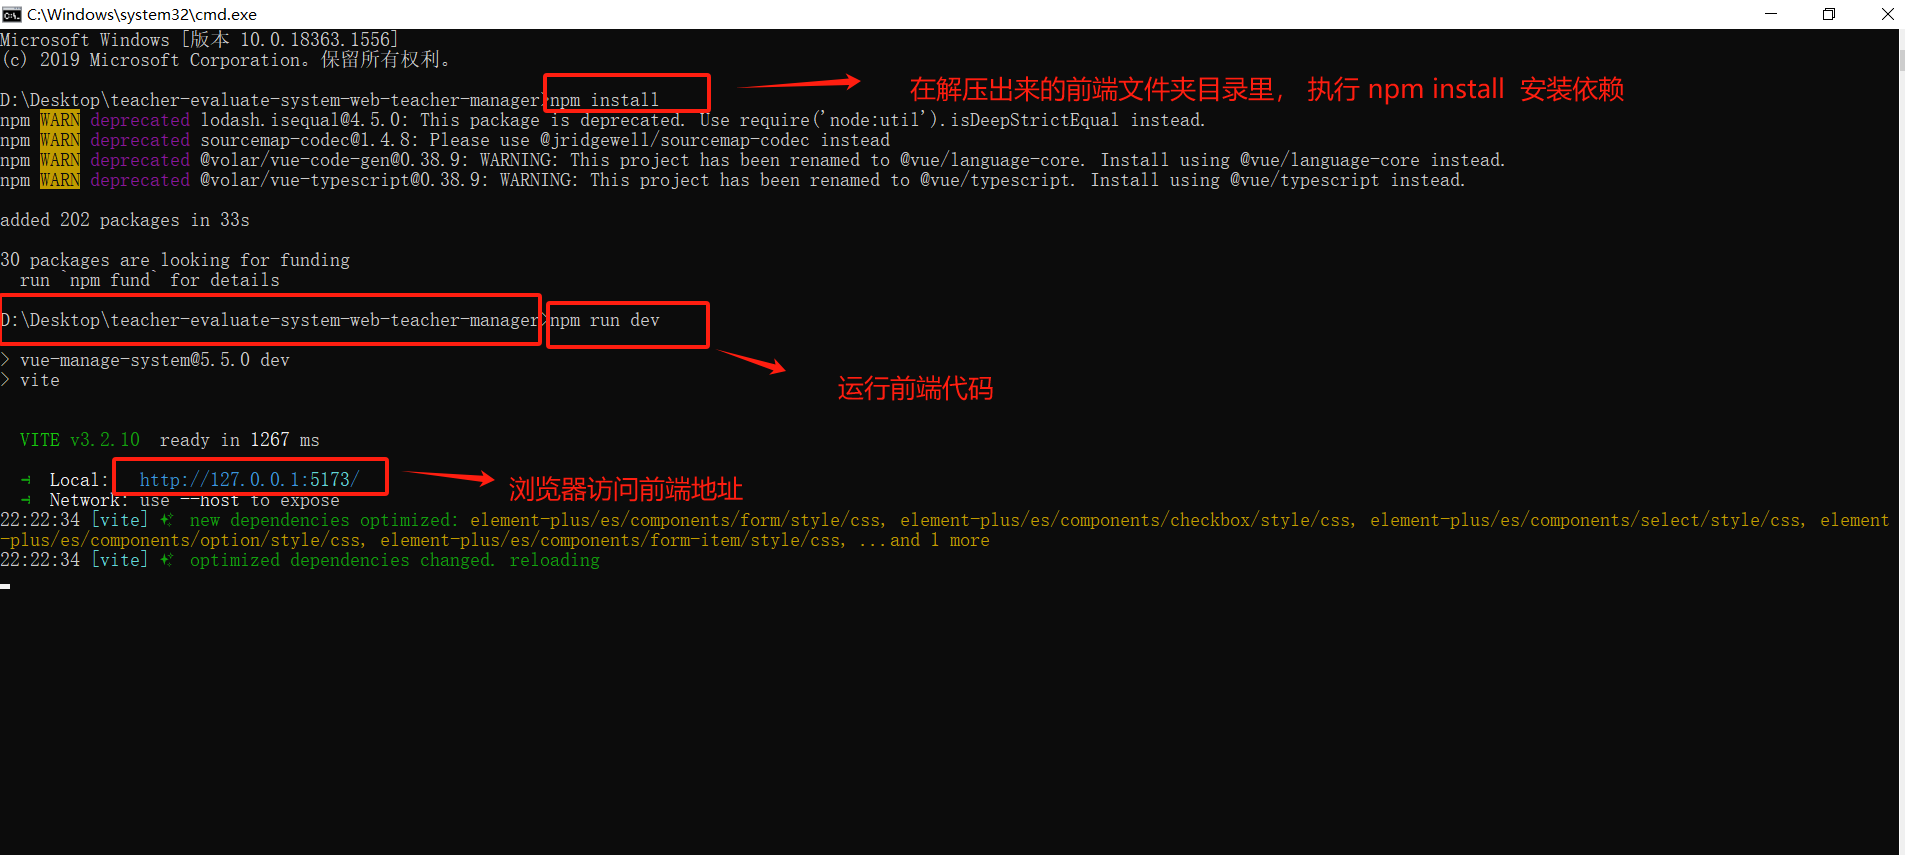 C:\Windows\system32\cmd.exe
Microsoft Windows [版本 10.0.18363.1556]
(c) 2019 Microsoft Corporation。保留所有权利。
D:\Desktop\teacher-evaluate-system-web-teacher-manager>npm install
在解压出来的前端文件夹目录里， 执行 npm install 安装依赖
npm WARN deprecated lodash.isequal@4.5.0: This package is deprecated. Use require('node:util').isDeepStrictEqual instead.
npm WARN deprecated sourcemap-codec@1.4.8: Please use @jridgewell/sourcemap-codec instead
npm WARN deprecated @volar/vue-code-gen@0.38.9: WARNING: This project has been renamed to @vue/language-core. Install using @vue/language-core instead.
npm WARN deprecated @volar/vue-typescript@0.38.9: WARNING: This project has been renamed to @vue/typescript. Install using @vue/typescript instead.
added 202 packages in 33s
30 packages are looking for funding
run `npm fund` for details
D:\Desktop\teacher-evaluate-system-web-teacher-manager>npm run dev
> vue-manage-system@5.5.0 dev
> vite
运行前端代码
VITE v3.2.10 ready in 1267 ms
➜ Local: http://127.0.0.1:5173/
浏览器访问前端地址
➜ Network: use --host to expose
22:22:34 [vite] ✨ new dependencies optimized: element-plus/es/components/form/style/css, element-plus/es/components/checkbox/style/css, element-plus/es/components/select/style/css, element
-plus/es/components/option/style/css, element-plus/es/components/form-item/style/css, ...and 1 more
22:22:34 [vite] ✨ optimized dependencies changed. reloading